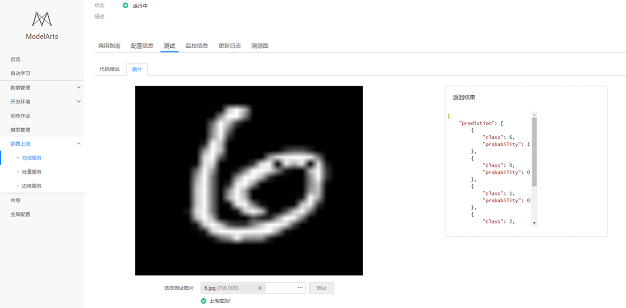 状态 运行中
描述
ModelArts
调用指南 配置信息 测试 监控信息 更新日志 溯源图
总览
自动学习
数据管理
开发环境
训练作业
模型管理
部署上线
在线服务
批量服务
边缘服务
市场
全局配置
代码测试 图片
返回结果
{
"prediction": [
{
"class": 6,
"probability": 1
},
{
"class": 0,
"probability": 0
},
{
"class": 1,
"probability": 0
},
{
"class": 2,
选择测试图片 6.jpg (766.00B) × ··· 测试
上传成功